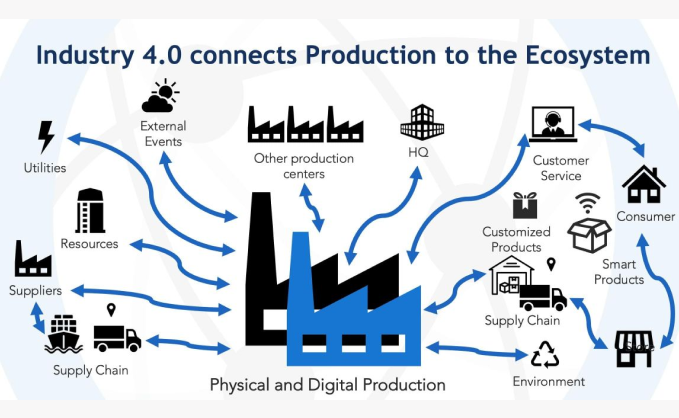 Industry 4.0 connects Production to the Ecosystem
External
Events
Utilities
Other production
centers
HQ
Customer
Service
Consumer
Resources
Customized
Products
Smart
Products
Suppliers
Supply Chain
Supply Chain
Store
Environment
Physical and Digital Production